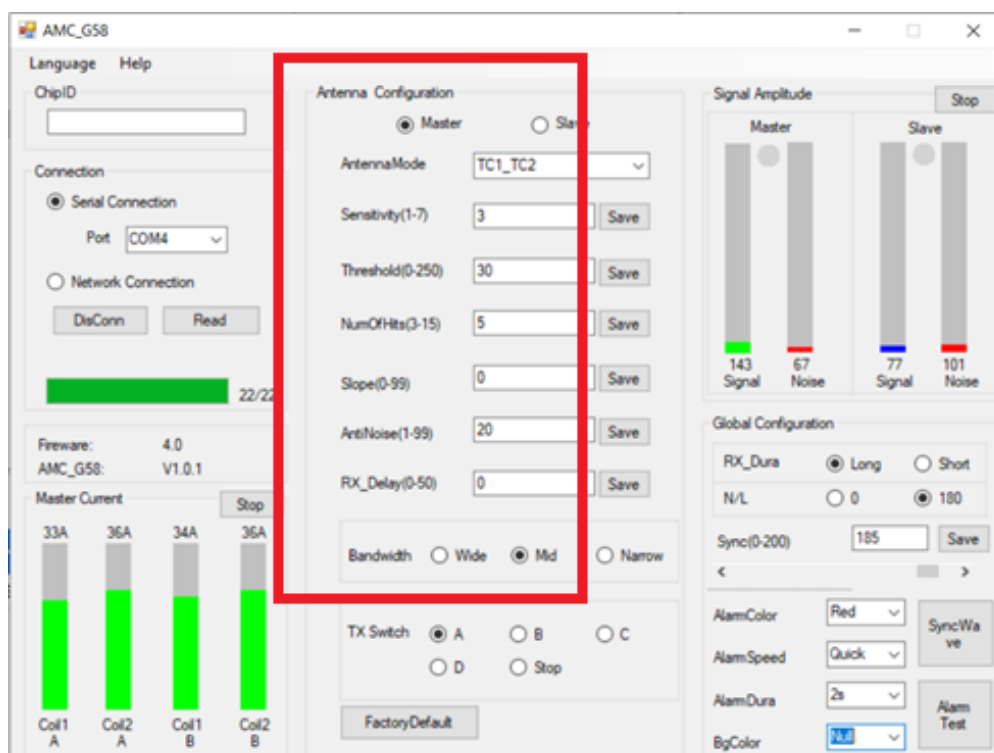 AMC_G58
Language Help
ChipID
Connection
Serial Connection
Port COM4
Network Connection
DisConn Read
22/22
Fireware: 4.0
AMC_G58: V1.0.1
Master Current Stop
33A 36A 34A 36A
Coil1 Coil2 Coil1 Coil2
A A B B
Antenna Configuration
Master Slave
AntennaMode TC1_TC2
Sensitivity(1-7) 3 Save
Threshold(0-250) 30 Save
NumOfHits(3-15) 5 Save
Slope(0-99) 0 Save
AntiNoise(1-99) 20 Save
RX_Delay(0-50) 0 Save
Bandwidth Wide Mid Narrow
TX Switch A B C
D Stop
FactoryDefault
Signal Amplitude Stop
Master Slave
143 67 77 101
Signal Noise Signal Noise
Global Configuration
RX_Dura Long Short
N/L 0 180
Sync(0-200) 185 Save
AlarmColor Red
AlarmSpeed Quick
AlarmDura 2s
BgColor Null
SyncWa
ve
Alarm
Test